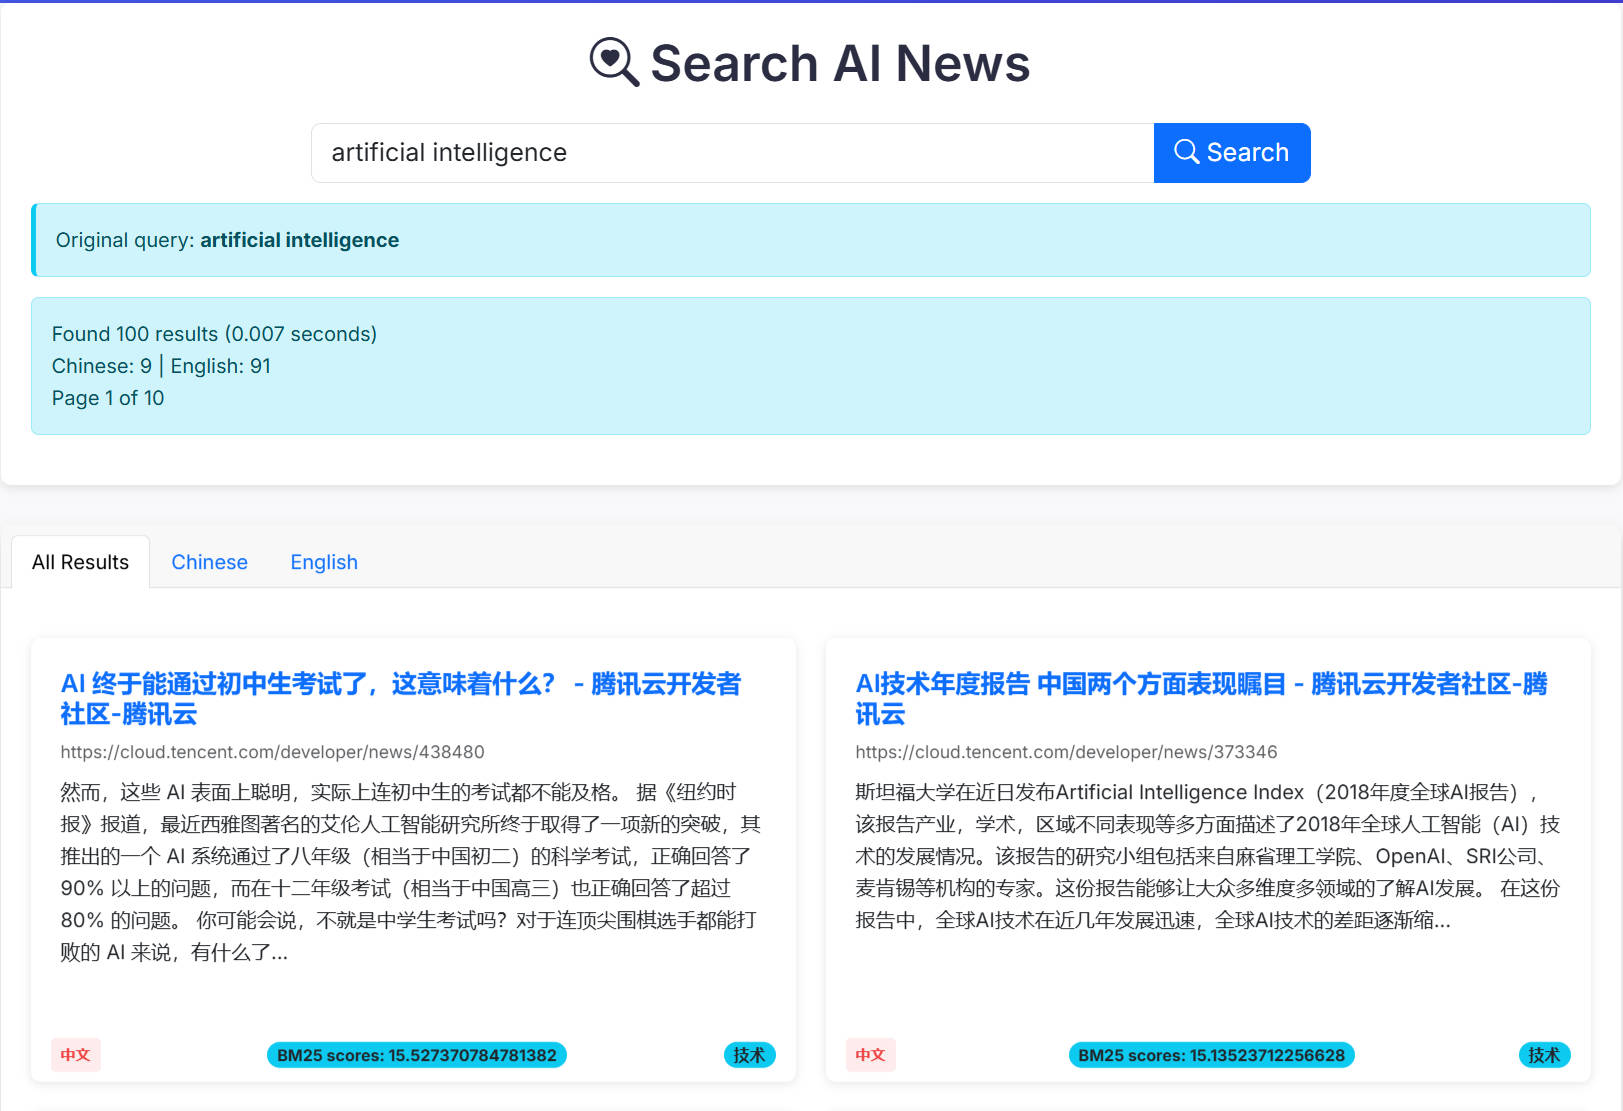 Search AI News
artificial intelligence
Search
Original query: artificial intelligence
Found 100 results (0.007 seconds)
Chinese: 9 | English: 91
Page 1 of 10
All Results
Chinese
English
AI 终于能通过初中生考试了，这意味着什么？ - 腾讯云开发者
社区-腾讯云
https://cloud.tencent.com/developer/news/438480
然而，这些 AI 表面上聪明，实际上连初中生的考试都不能及格。 据《纽约时
报》报道，最近西雅图著名的艾伦人工智能研究所终于取得了一项新的突破，其
推出的一个 AI 系统通过了八年级（相当于中国初二）的科学考试，正确回答了
90% 以上的问题，而在十二年级考试（相当于中国高三）也正确回答了超过
80% 的问题。 你可能会说，不就是中学生考试吗？对于连顶尖围棋选手都能打
败的 AI 来说，有什么了...
中文
BM25 scores: 15.527370784781382
技术
AI技术年度报告 中国两个方面表现瞩目 - 腾讯云开发者社区-腾
讯云
https://cloud.tencent.com/developer/news/373346
斯坦福大学在近日发布Artificial Intelligence Index（2018年度全球AI报告），
该报告产业，学术，区域不同表现等多方面描述了2018年全球人工智能（AI）技
术的发展情况。该报告的研究小组包括来自麻省理工学院、OpenAI、SRI公司、
麦肯锡等机构的专家。这份报告能够让大众多维度多领域的了解AI发展。 在这份
报告中，全球AI技术在近几年发展迅速，全球AI技术的差距逐渐缩...
中文
BM25 scores: 15.13523712256628
技术